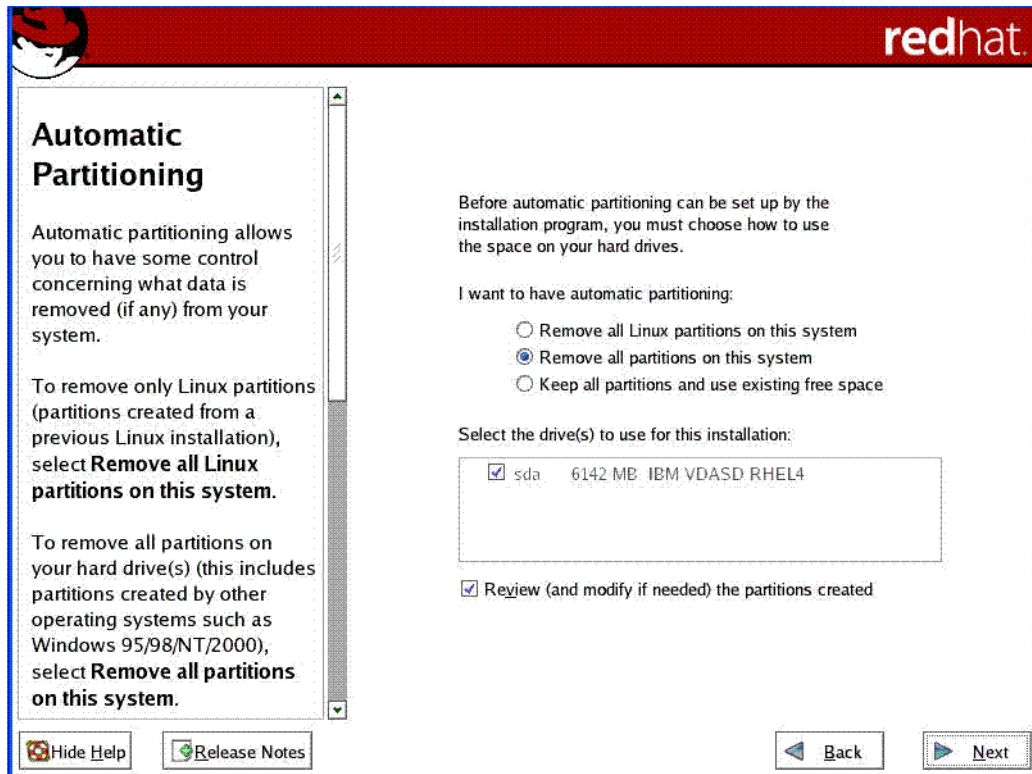 redhat.
Automatic
Partitioning
Automatic partitioning allows
you to have some control
concerning what data is
removed (if any) from your
system.
To remove only Linux partitions
(partitions created from a
previous Linux installation),
select Remove all Linux
partitions on this system.
To remove all partitions on
your hard drive(s) (this includes
partitions created by other
operating systems such as
Windows 95/98/NT/2000),
select Remove all partitions
on this system.
Before automatic partitioning can be set up by the
installation program, you must choose how to use
the space on your hard drives.
I want to have automatic partitioning:
Remove all Linux partitions on this system
Remove all partitions on this system
Keep all partitions and use existing free space
Select the drive(s) to use for this installation:
sda 6142 MB IBM VDASD RHEL4
Review (and modify if needed) the partitions created
Hide Help
Release Notes
Back
Next